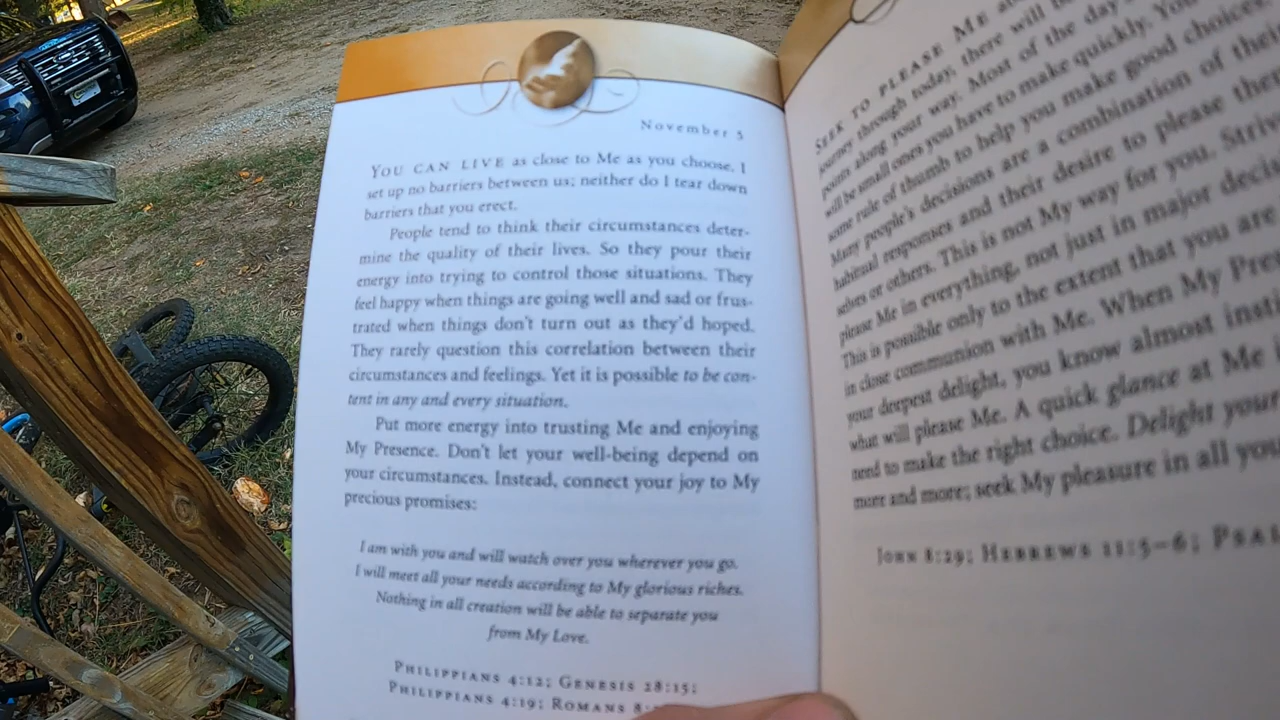 November 5
YOU CAN LIVE as close to Me as you choose. I
set up no barriers between us; neither do I tear down
barriers that you erect.
People tend to think their circumstances deter-
mine the quality of their lives. So they pour their
energy into trying to control those situations. They
feel happy when things are going well and sad or frus-
trated when things don't turn out as they'd hoped.
They rarely question this correlation between their
circumstances and feelings. Yet it is possible to be con-
tent in any and every situation.
Put more energy into trusting Me and enjoying
My Presence. Don't let your well-being depend on
your circumstances. Instead, connect your joy to My
precious promises:
I am with you and will watch over you wherever you go.
I will meet all your needs according to My glorious riches.
Nothing in all creation will be able to separate you
from My Love.
PHILIPPIANS 4:12; GENESIS 28:15;
PHILIPPIANS 4:19; ROMANS
SEEK TO PLEASE ME
journey through today, there will
points along your way. Most of the day's
will be small ones you have to make quickly. You
some rule of thumb to help you make good choices.
Many people's decisions are a combination of their
habitual responses and their desire to please
selves or others. This is not My way for you.
please Me in everything, not just in major
This is possible only to the extent that you are
in close communion with Me. When My
your deepest delight, you know almost
what will please Me. A quick glance at Me
need to make the right choice. Delight
more and more; seek My pleasure in all
JOHN 8:29; HEBREWS 11:5–6;